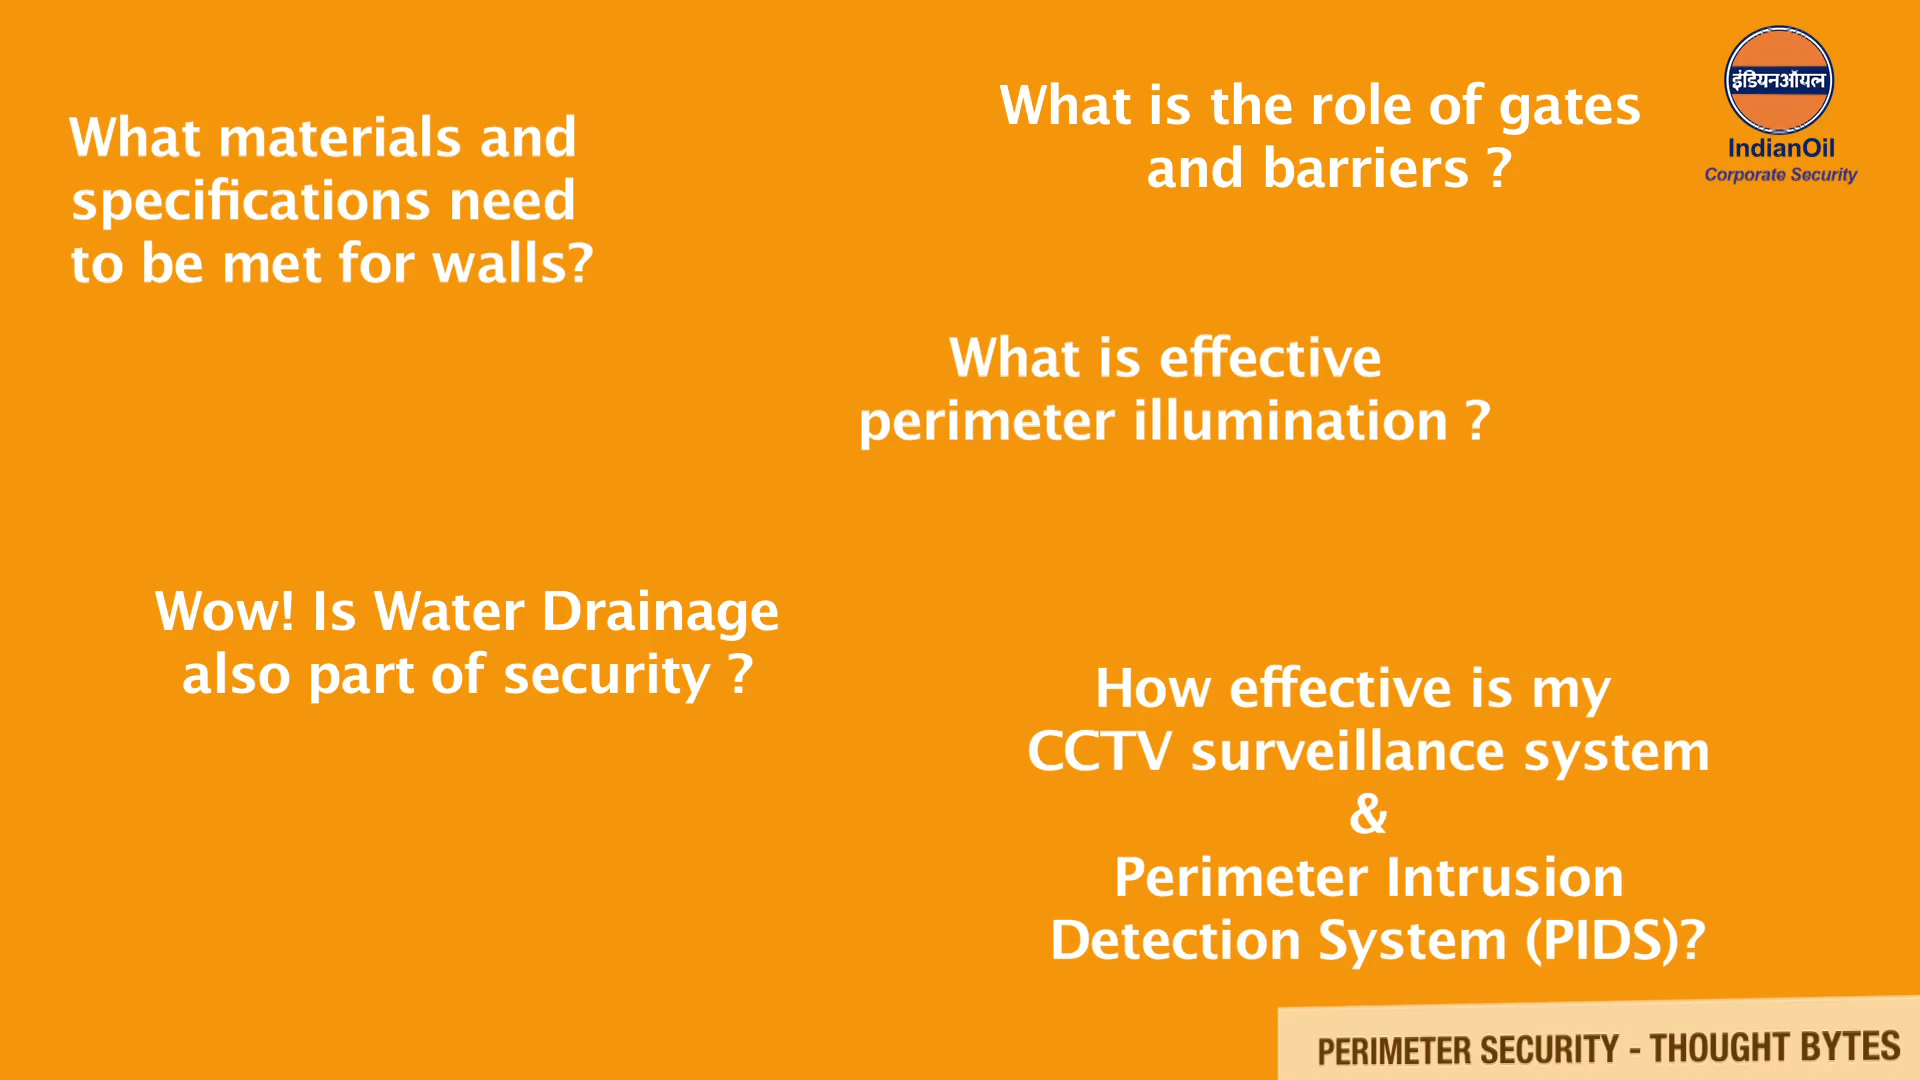 What materials and
specifications need
to be met for walls?
What is the role of gates
and barriers ?
इंडियनऑयल
IndianOil
Corporate Security
What is effective
perimeter illumination ?
Wow! Is Water Drainage
also part of security ?
How effective is my
CCTV surveillance system
&
Perimeter Intrusion
Detection System (PIDS)?
PERIMETER SECURITY - THOUGHT BYTES